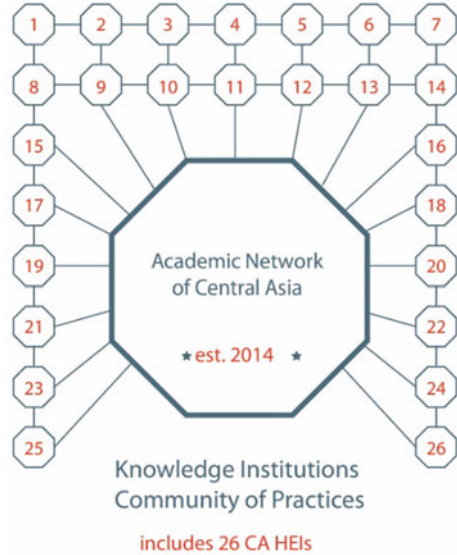 1 2 3 4 5 6 7
8 9 10 11 12 13 14
15 16
17 18
Academic Network
19 of Central Asia 20
21 22
★ est. 2014 ★
23 24
25 26
Knowledge Institutions
Community of Practices
includes 26 CA HEIs